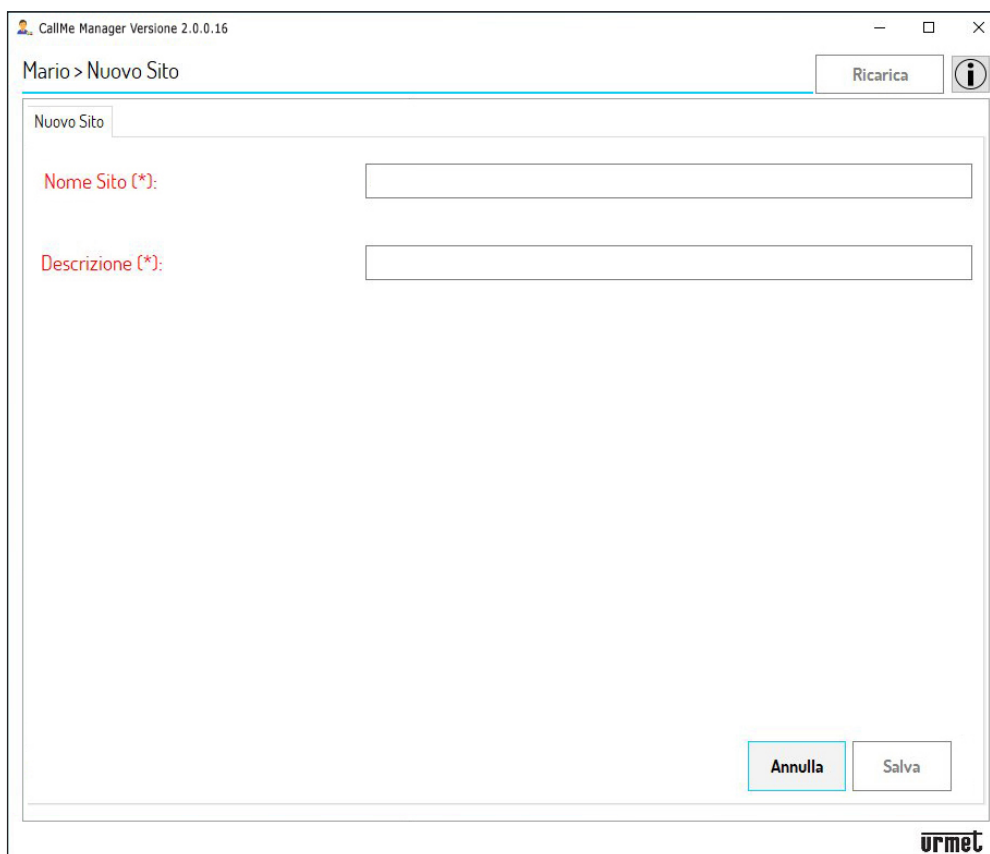 CallMe Manager Versione 2.0.0.16
Mario > Nuovo Sito
Ricarica
i
Nuovo Sito
Nome Sito (*):
Descrizione (*):
Annulla Salva
urmet